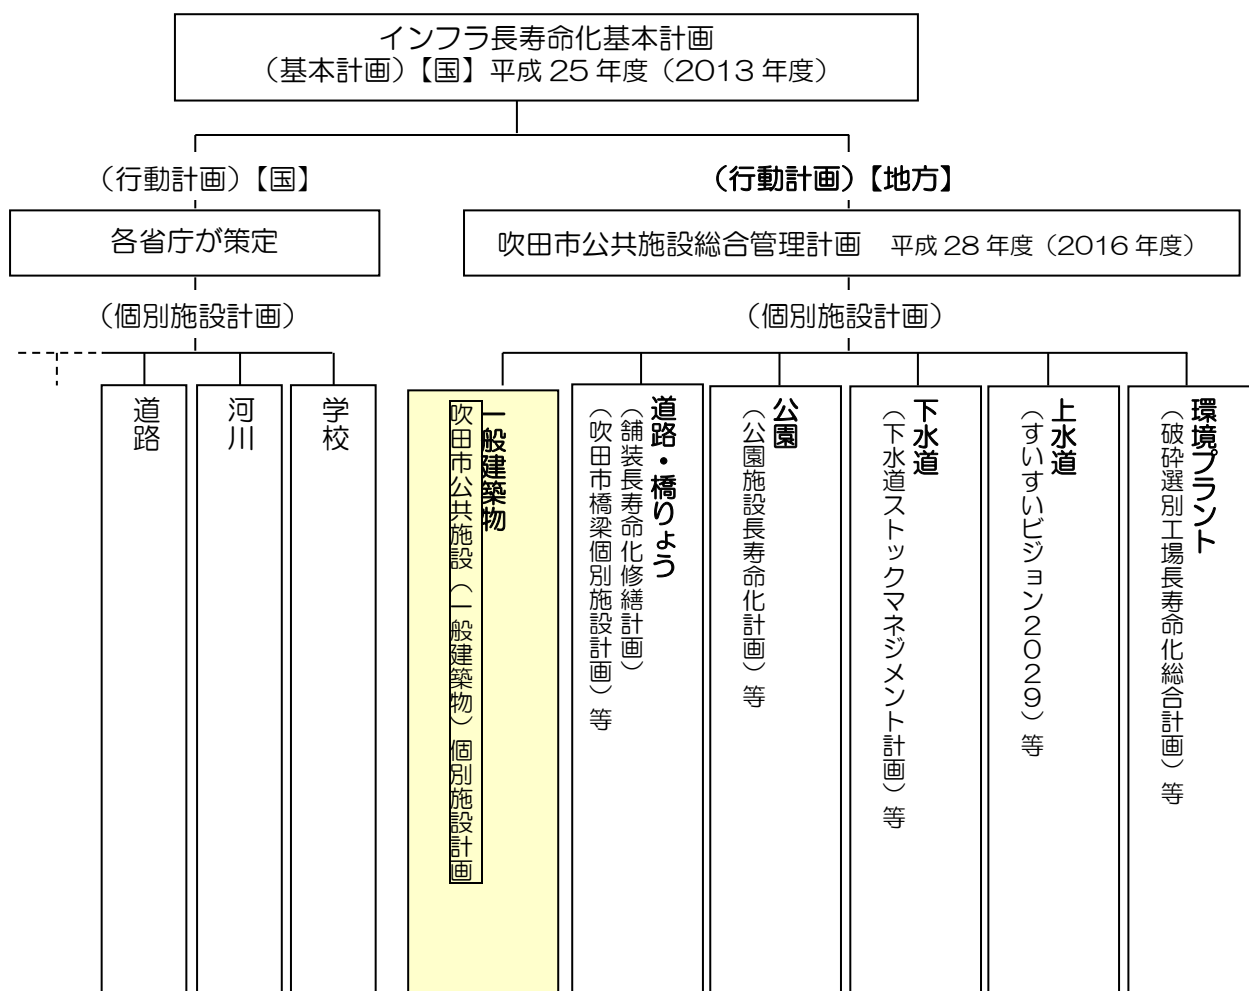 インフラ長寿命化基本計画
（基本計画）【国】 平成 25 年度（2013 年度）
（行動計画）【国】
（行動計画）【地方】
各省庁が策定
吹田市公共施設総合管理計画 平成 28 年度（2016 年度）
（個別施設計画）
（個別施設計画）
道路
河川
学校
一般建築物
吹田市公共施設（一般建築物）個別施設計画
道路・橋りょう
（舗装長寿命化修繕計画）
（吹田市橋梁個別施設計画）等
公園
（公園施設長寿命化計画）等
下水道
（下水道ストックマネジメント計画）等
上水道
（すいすいビジョン2029）等
環境プラント
（破砕選別工場長寿命化総合計画）等